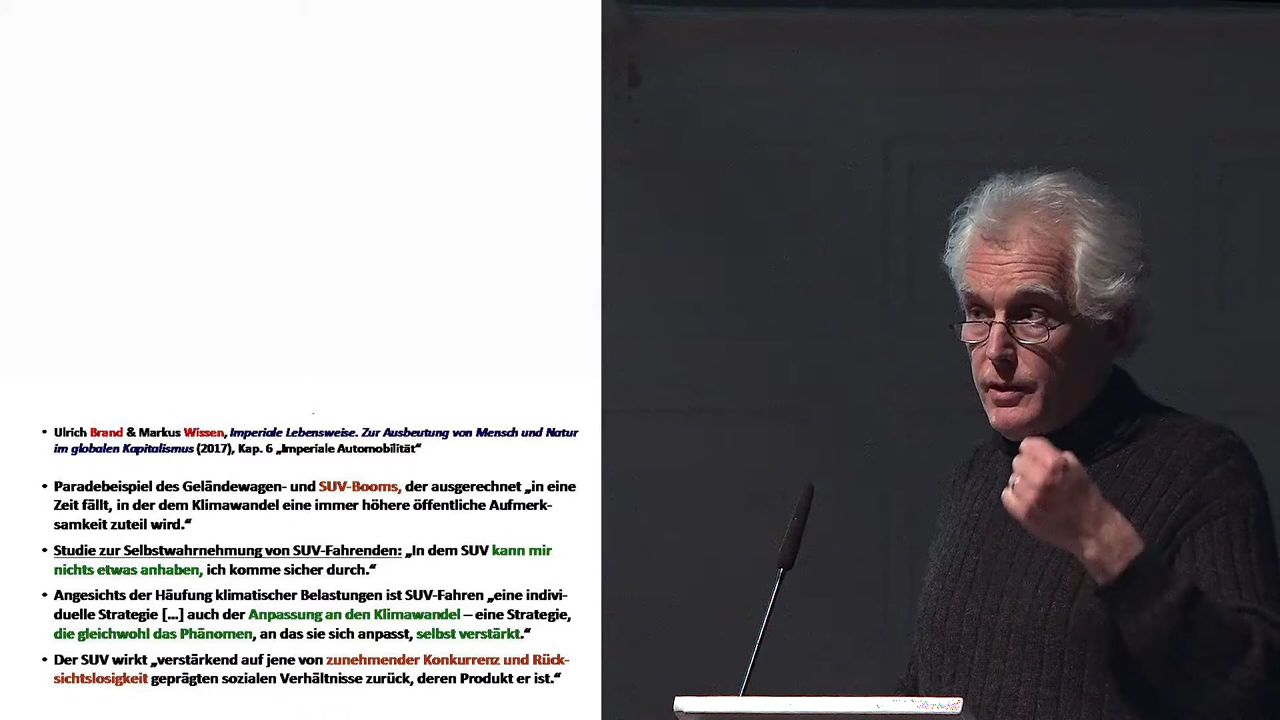 • Ulrich Brand & Markus Wissen, Imperiale Lebensweise. Zur Ausbeutung von Mensch und Natur
im globalen Kapitalismus (2017), Kap. 6 „Imperiale Automobilität“
• Paradebeispiel des Geländewagen- und SUV-Booms, der ausgerechnet „in eine
Zeit fällt, in der dem Klimawandel eine immer höhere öffentliche Aufmerk-
samkeit zuteil wird.“
• Studie zur Selbstwahrnehmung von SUV-Fahrenden: „In dem SUV kann mir
nichts etwas anhaben, ich komme sicher durch.“
• Angesichts der Häufung klimatischer Belastungen ist SUV-Fahren „eine indivi-
duelle Strategie [...] auch der Anpassung an den Klimawandel – eine Strategie,
die gleichwohl das Phänomen, an das sie sich anpasst, selbst verstärkt.“
• Der SUV wirkt „verstärkend auf jene von zunehmender Konkurrenz und Rück-
sichtslosigkeit geprägten sozialen Verhältnisse zurück, deren Produkt er ist.“